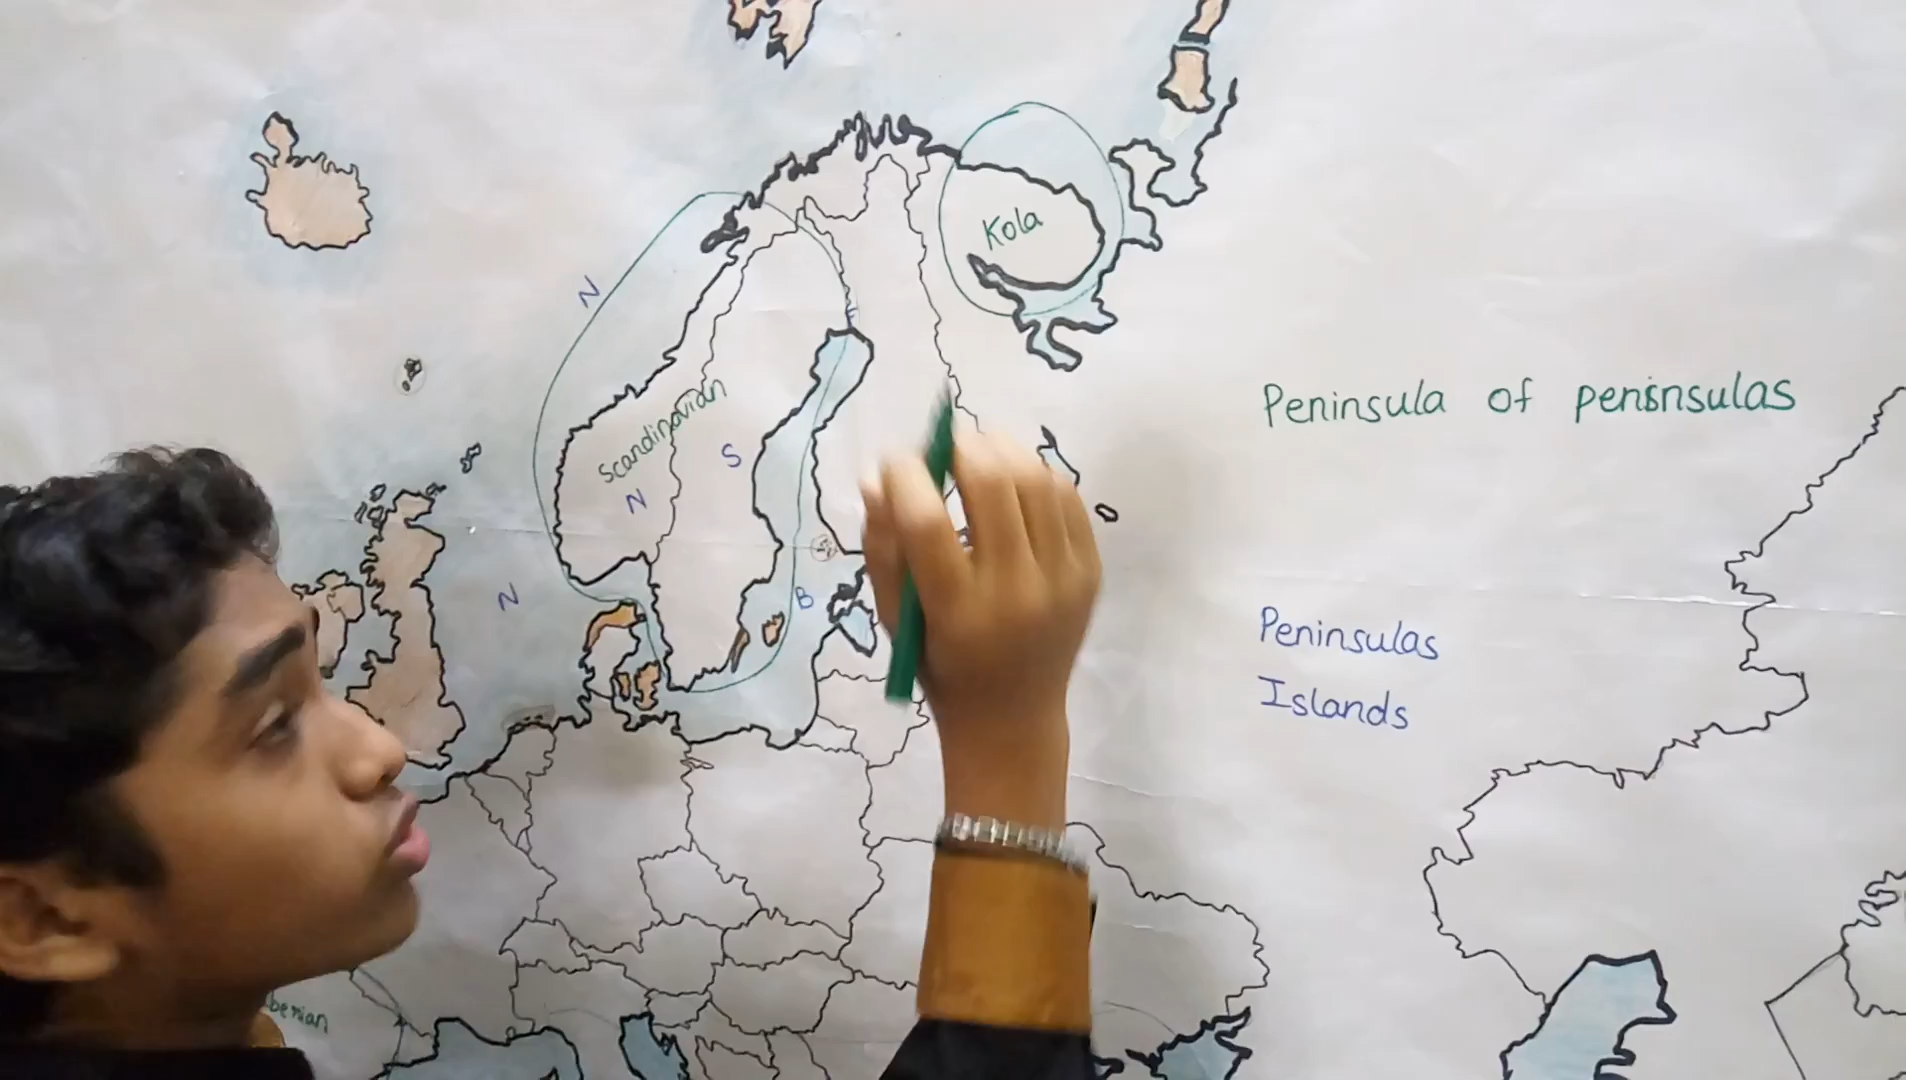 Kola
N
F
Scandinavian
S
N
Peninsula of peninsulas
N
B
Peninsulas
Islands
berian